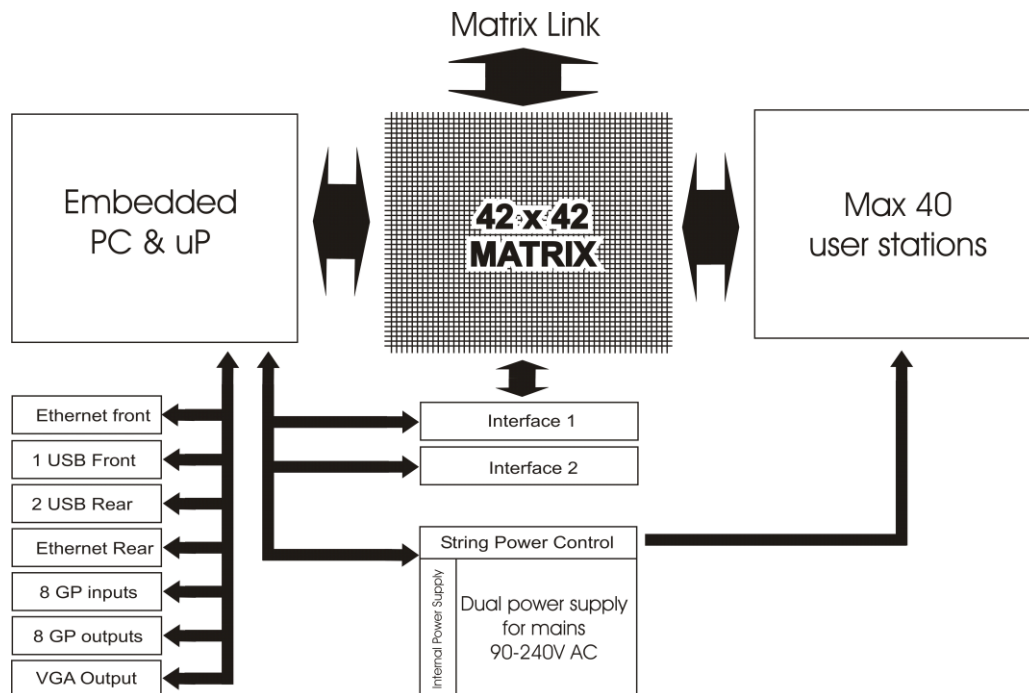 Matrix Link
Embedded
PC & uP
42 x 42
MATRIX
Max 40
user stations
Ethernet front
1 USB Front
2 USB Rear
Ethernet Rear
8 GP inputs
8 GP outputs
VGA Output
Interface 1
Interface 2
String Power Control
Internal Power Supply
Dual power supply
for mains
90-240V AC